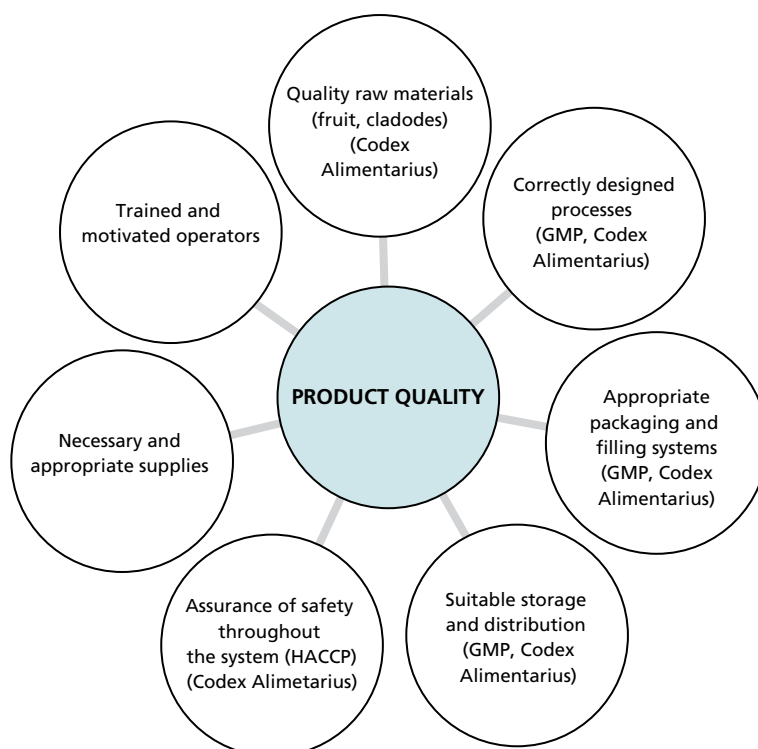 Quality raw materials
(fruit, cladodes)
(Codex
Alimentarius)
Correctly designed
processes
(GMP, Codex
Alimentarius)
Appropriate
packaging and
filling systems
(GMP, Codex
Alimentarius)
Suitable storage
and distribution
(GMP, Codex
Alimentarius)
Assurance of safety
throughout
the system (HACCP)
(Codex Alimetarius)
Necessary and
appropriate supplies
Trained and
motivated operators
PRODUCT QUALITY